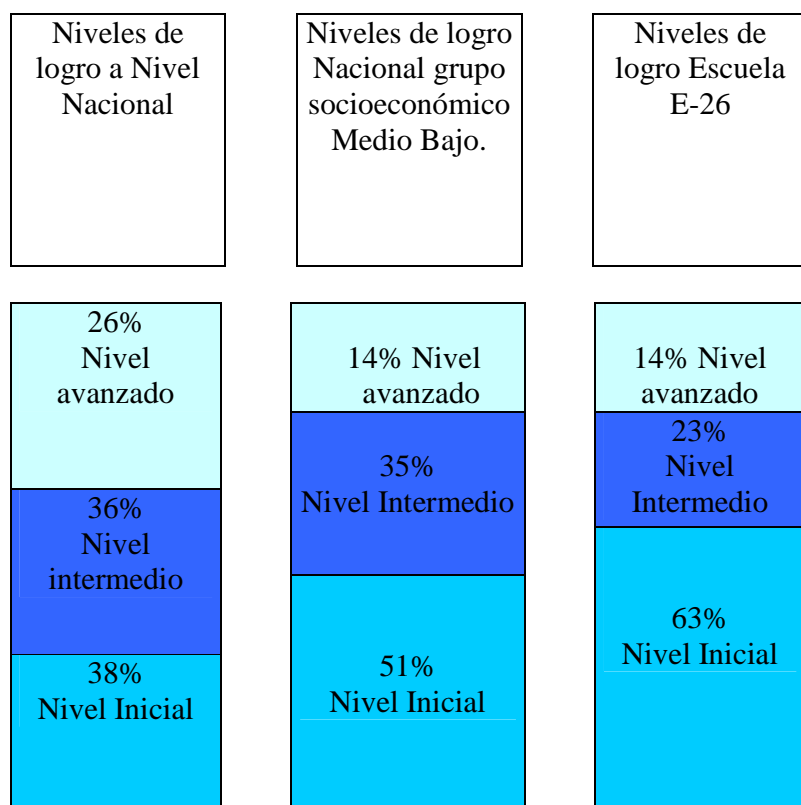 Niveles de
logro a Nivel
Nacional
Niveles de logro
Nacional grupo
socioeconómico
Medio Bajo.
Niveles de
logro Escuela
E-26
26%
Nivel
avanzado
36%
Nivel
intermedio
38%
Nivel Inicial
14% Nivel
avanzado
35%
Nivel Intermedio
51%
Nivel Inicial
14% Nivel
avanzado
23%
Nivel
Intermedio
63%
Nivel Inicial